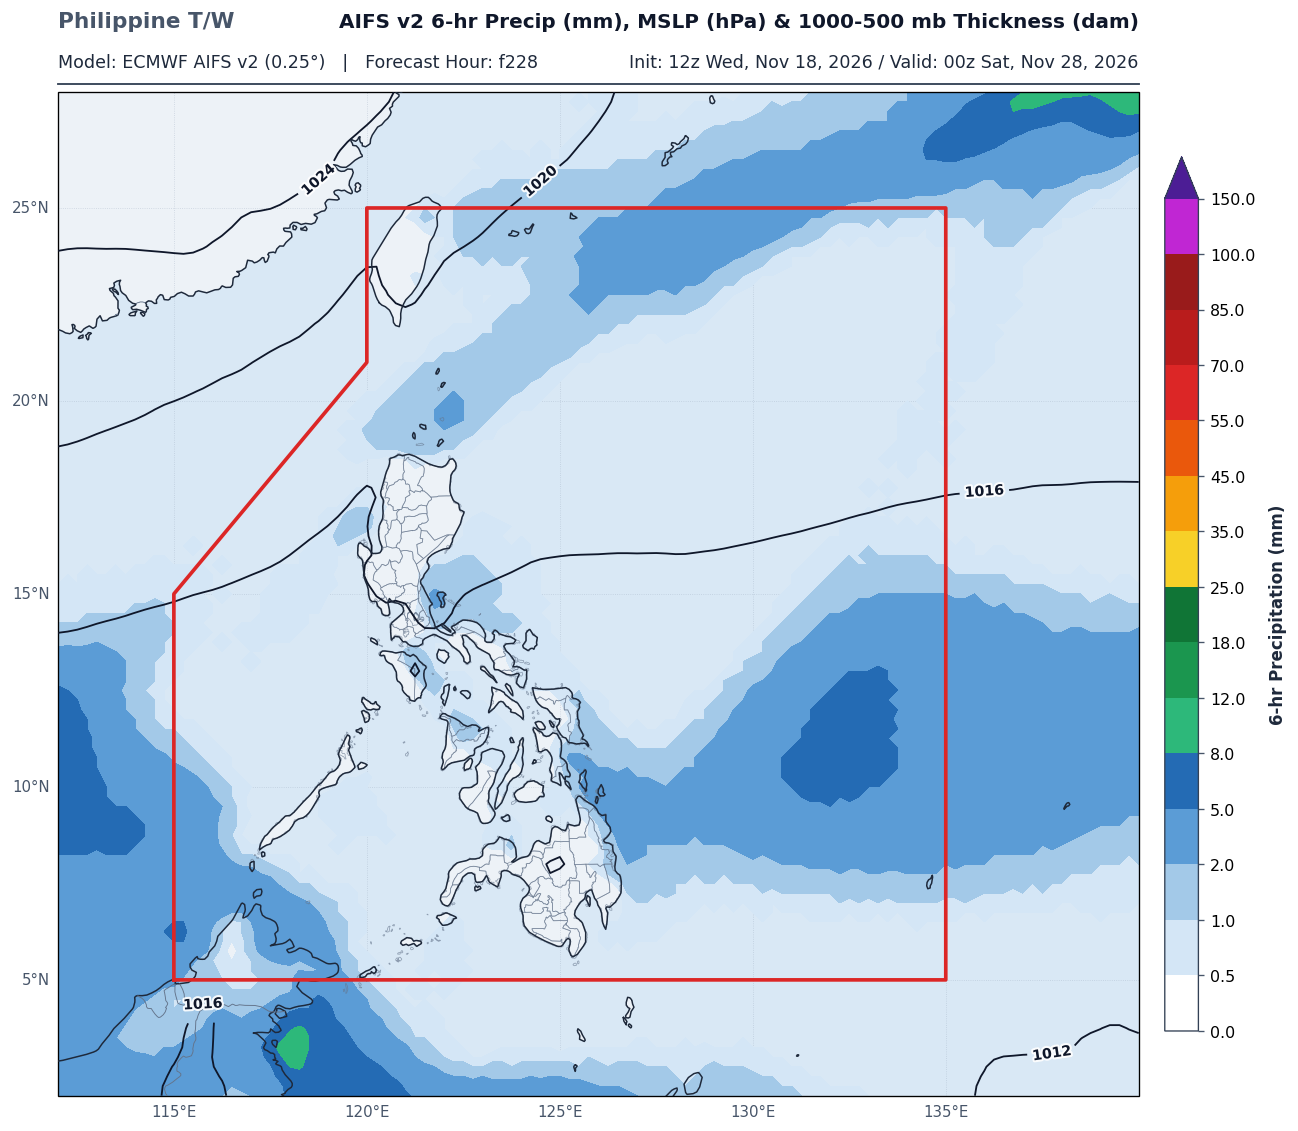 Philippine T/W
AIFS v2 6-hr Precip (mm), MSLP (hPa) & 1000-500 mb Thickness (dam)
Model: ECMWF AIFS v2 (0.25°) | Forecast Hour: f228
Init: 12z Wed, Nov 18, 2026 / Valid: 00z Sat, Nov 28, 2026
1024
1020
1016
1016
1012
25°N
20°N
15°N
10°N
5°N
115°E
120°E
125°E
130°E
135°E
150.0
100.0
85.0
70.0
55.0
45.0
35.0
25.0
18.0
12.0
8.0
5.0
2.0
1.0
0.5
0.0
6-hr Precipitation (mm)